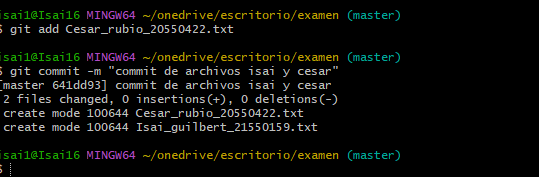 isai1@Isai16 MINGW64 ~/onedrive/escritorio/examen (master)
$ git add Cesar_rubio_20550422.txt
isai1@Isai16 MINGW64 ~/onedrive/escritorio/examen (master)
$ git commit -m "commit de archivos isai y cesar"
[master 641dd93] commit de archivos isai y cesar
2 files changed, 0 insertions(+), 0 deletions(-)
create mode 100644 Cesar_rubio_20550422.txt
create mode 100644 Isai_guilbert_21550159.txt
isai1@Isai16 MINGW64 ~/onedrive/escritorio/examen (master)
$